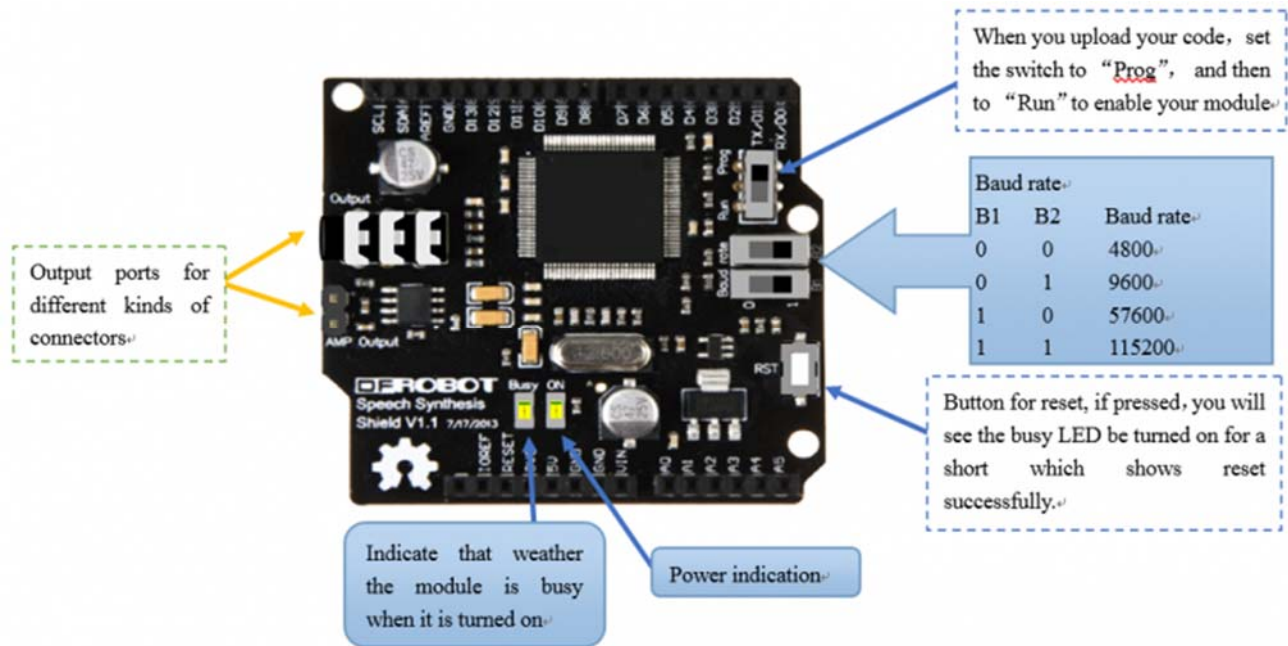 When you upload your code, set
the switch to “Prog”, and then
to “Run”to enable your module
SCL
SDA
AREF
GND
D13
D12
D11
D10
D9
D8
D7
D6
D5
D4
D3
D2
TX/D1
RX/D0
Prog
Run
Output
Baud rate
B1 B2 Baud rate
0 0 4800
0 1 9600
1 0 57600
1 1 115200
Output ports for
different kinds of
connectors
Baud rate
0 1
AMP Output
RST
DFROBOT
Speech Synthesis
Shield V1.1 7/17/2013
Busy ON
Button for reset, if pressed, you will
see the busy LED be turned on for a
short which shows reset
successfully.
IOREF
RESET
5V
GND
GND
VIN
A0
A1
A2
A3
A4
A5
Indicate that weather
the module is busy
when it is turned on
Power indication